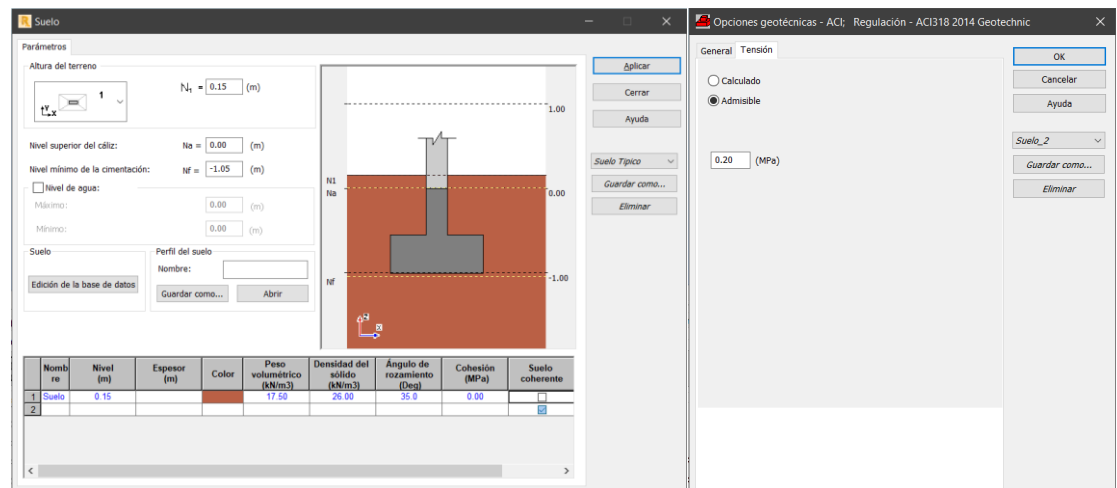 Suelo
Parámetros
Altura del terreno
1
Y
X
N₁ = 0.15 (m)
Nivel superior del cáliz: Na = 0.00 (m)
Nivel mínimo de la cimentación: Nf = -1.05 (m)
Nivel de agua:
Máximo: 0.00 (m)
Mínimo: 0.00 (m)
Suelo
Edición de la base de datos
Perfil del suelo
Nombre:
Guardar como... Abrir
1.00
N1
Na 0.00
Nf -1.00
Z
X
Aplicar
Cerrar
Ayuda
Suelo Típico
Guardar como...
Eliminar
Nomb re Nivel (m) Espesor (m) Color Peso volumétrico (kN/m3) Densidad del sólido (kN/m3) Ángulo de rozamiento (Deg) Cohesión (MPa) Suelo coherente
1 Suelo 0.15 17.50 26.00 35.0 0.00
2
Opciones geotécnicas - ACI; Regulación - ACI318 2014 Geotechnic
General Tensión
Calculado
Admisible
0.20 (MPa)
OK
Cancelar
Ayuda
Suelo_2
Guardar como...
Eliminar